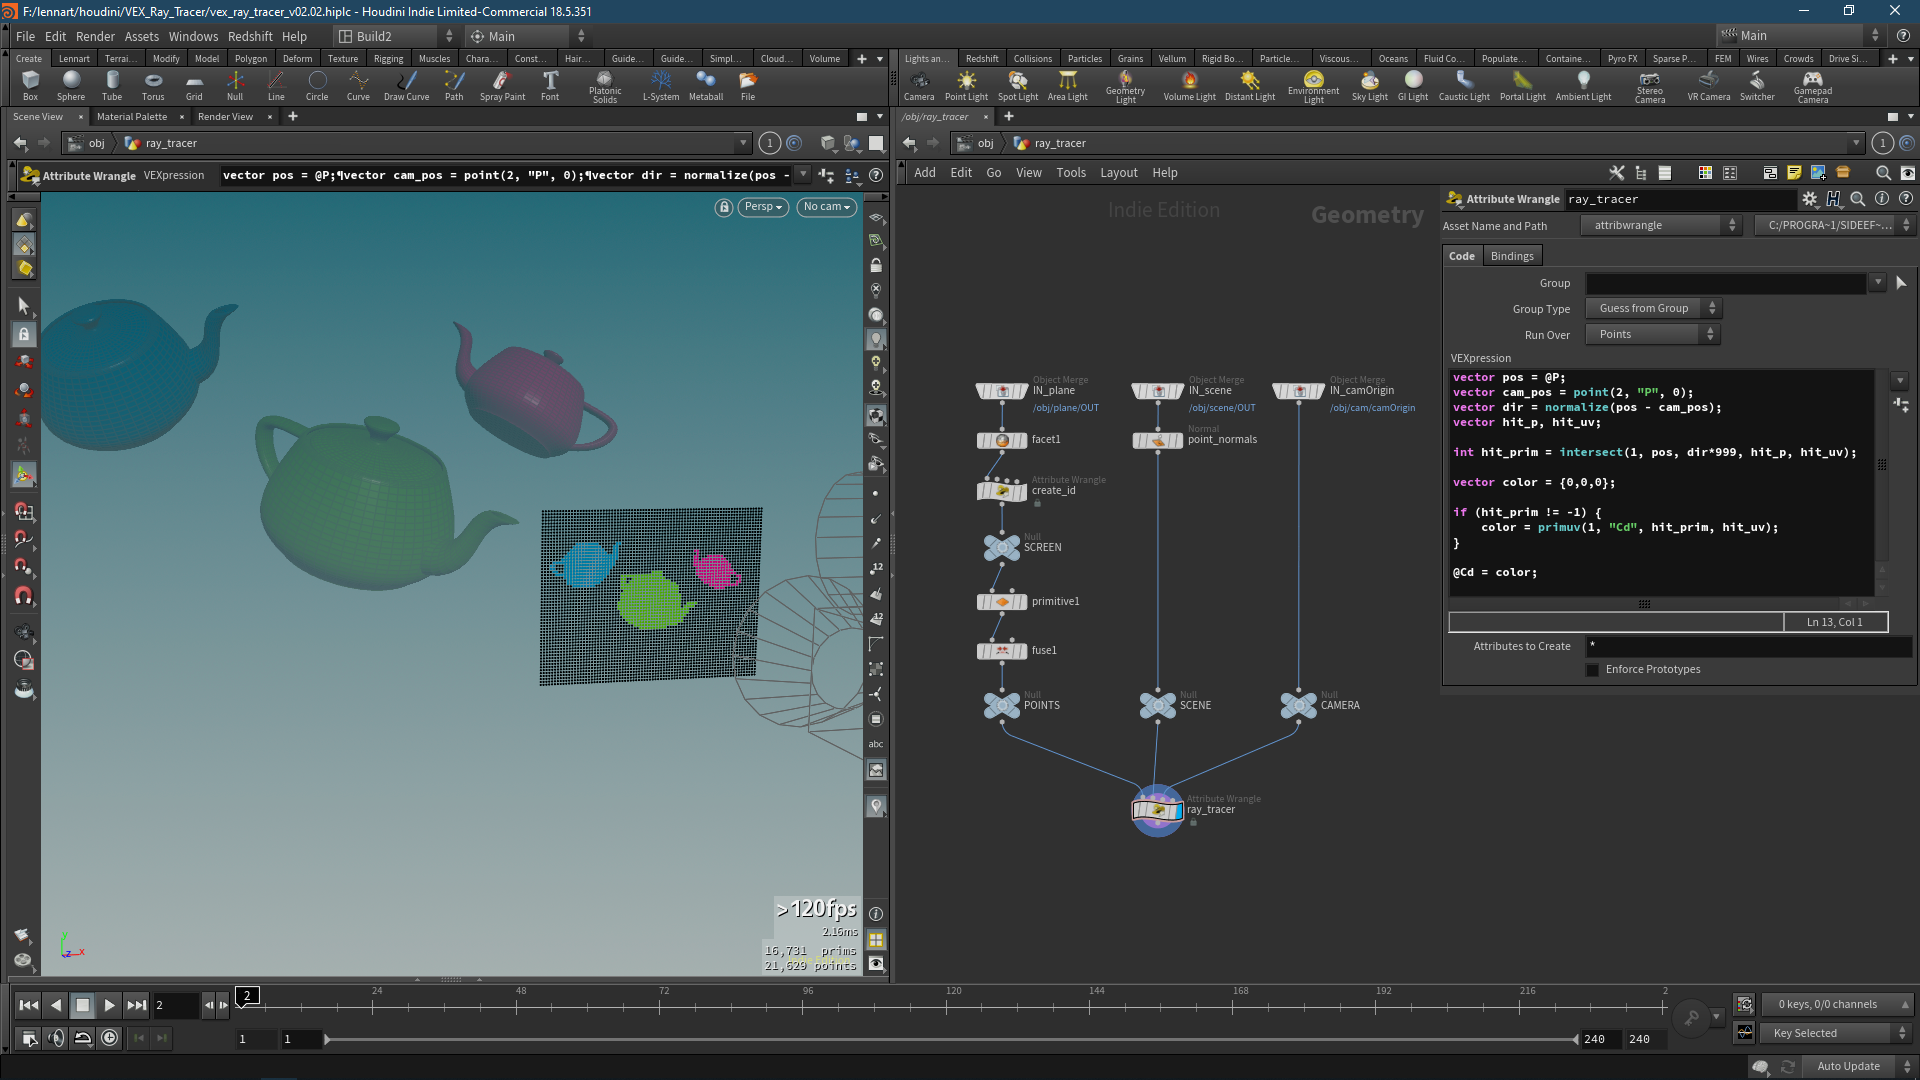 F:/lennart/houdini/VEX_Ray_Tracer/vex_ray_tracer_v02.02.hiplc - Houdini Indie Limited-Commercial 18.5.351
File Edit Render Assets Windows Redshift Help Build2 Main Main
Create Lennart Terrai... Modify Model Polygon Deform Texture Rigging Muscles Chara... Const... Hair... Guide... Guide... Simpl... Cloud... Volume
Box Sphere Tube Torus Grid Null Line Circle Curve Draw Curve Path Spray Paint Font Platonic Solids L-System Metaball File
Lights an... Redshift Collisions Particles Grains Vellum Rigid Bo... Particle... Viscous... Oceans Fluid Co... Populate... Containe... Pyro FX Sparse P... FEM Wires Crowds Drive Si...
Camera Point Light Spot Light Area Light Geometry Light Volume Light Distant Light Environment Light Sky Light GI Light Caustic Light Portal Light Ambient Light Stereo Camera VR Camera Switcher Gamepad Camera
Scene View Material Palette Render View
obj ray_tracer 1
Attribute Wrangle VEXpression vector pos = @P;¶vector cam_pos = point(2, "P", 0);¶vector dir = normalize(pos -
Persp No cam
12
12
abc
>120fps
2.16ms
16,731 prims
21,629 points
y
z x
/obj/ray_tracer
obj ray_tracer 1
Add Edit Go View Tools Layout Help
Indie Edition
Geometry
Object Merge
IN_plane
/obj/plane/OUT
Object Merge
IN_scene
/obj/scene/OUT
Object Merge
IN_camOrigin
/obj/cam/camOrigin
facet1
Normal
point_normals
Attribute Wrangle
create_id
Null
SCREEN
primitive1
fuse1
Null
POINTS
Null
SCENE
Null
CAMERA
Attribute Wrangle
ray_tracer
Attribute Wrangle ray_tracer
Asset Name and Path attribwrangle C:/PROGRA~1/SIDEEF~...
Code Bindings
Group
Group Type Guess from Group
Run Over Points
VEXpression
vector pos = @P;
vector cam_pos = point(2, "P", 0);
vector dir = normalize(pos - cam_pos);
vector hit_p, hit_uv;
int hit_prim = intersect(1, pos, dir*999, hit_p, hit_uv);
vector color = {0,0,0};
if (hit_prim != -1) {
color = primuv(1, "Cd", hit_prim, hit_uv);
}
@Cd = color;
Ln 13, Col 1
Attributes to Create *
Enforce Prototypes
2 2 24 48 72 96 120 144 168 192 216 2
0 keys, 0/0 channels
1 1 240 240
Key Selected
Auto Update